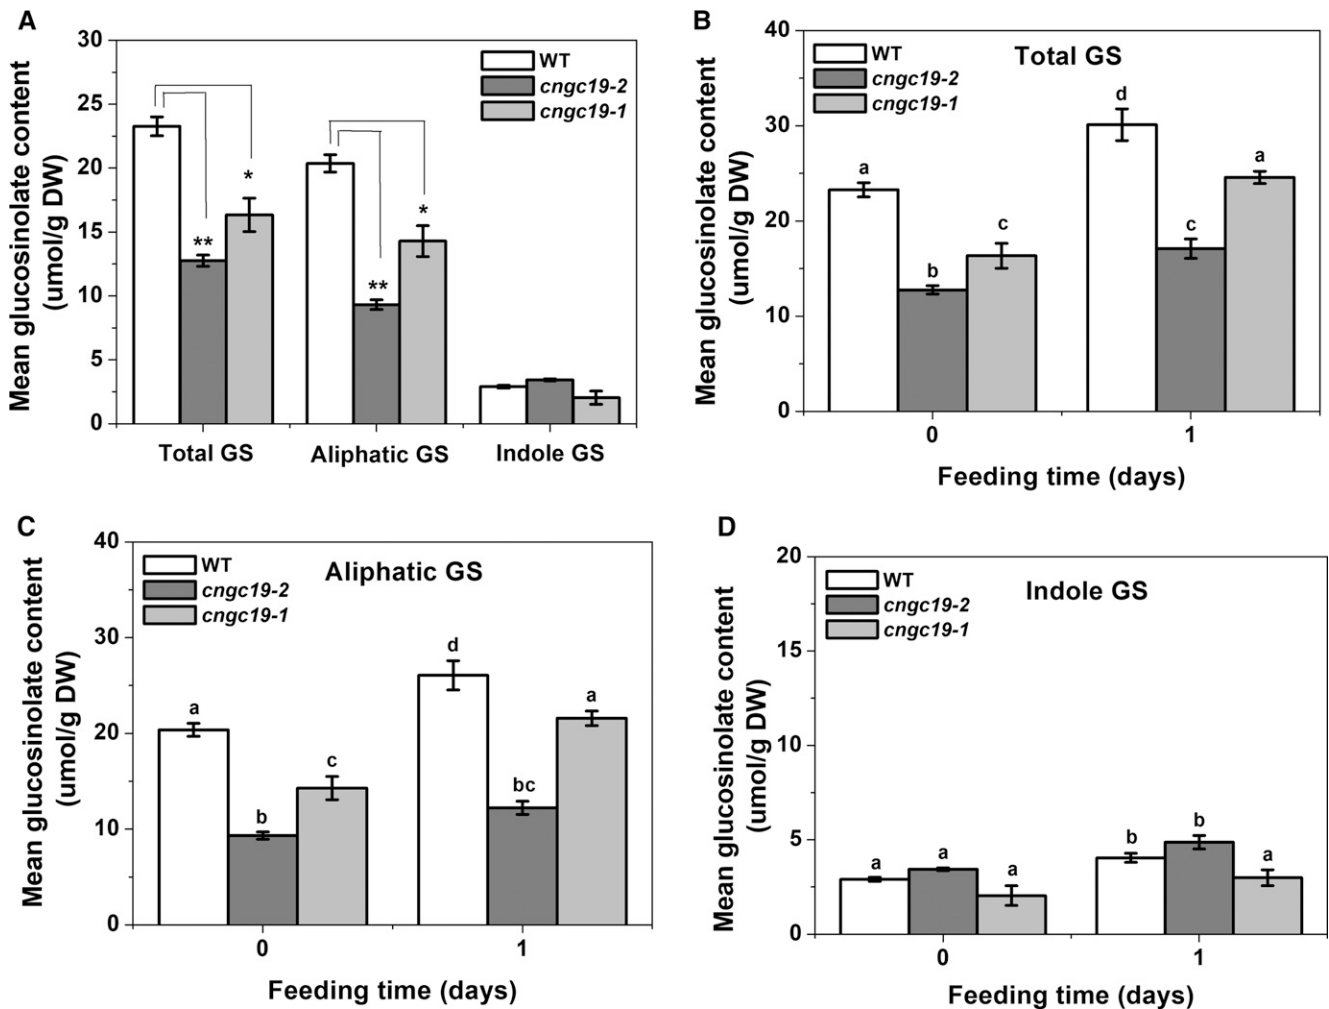 A
Mean glucosinolate content
(umol/g DW)
30
25
20
15
10
5
0
WT
cngc19-2
cngc19-1
**
*
**
*
Total GS
Aliphatic GS
Indole GS
B
Mean glucosinolate content
(umol/g DW)
40
30
20
10
0
WT
cngc19-2
cngc19-1
Total GS
a
b
c
d
c
a
0
1
Feeding time (days)
C
Mean glucosinolate content
(umol/g DW)
40
30
20
10
0
WT
cngc19-2
cngc19-1
Aliphatic GS
a
b
c
d
bc
a
0
1
Feeding time (days)
D
Mean glucosinolate content
(umol/g DW)
20
15
10
5
0
WT
cngc19-2
cngc19-1
Indole GS
a
a
a
b
b
a
0
1
Feeding time (days)